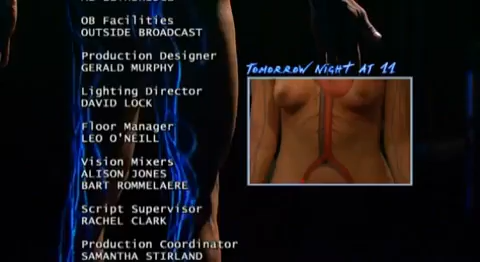 OB Facilities
OUTSIDE BROADCAST
Production Designer
GERALD MURPHY
Lighting Director
DAVID LOCK
Floor Manager
LEO O'NEILL
Vision Mixers
ALISON JONES
BART ROMMELAERE
Script Supervisor
RACHEL CLARK
Production Coordinator
SAMANTHA STIRLAND
TOMORROW NIGHT AT 11